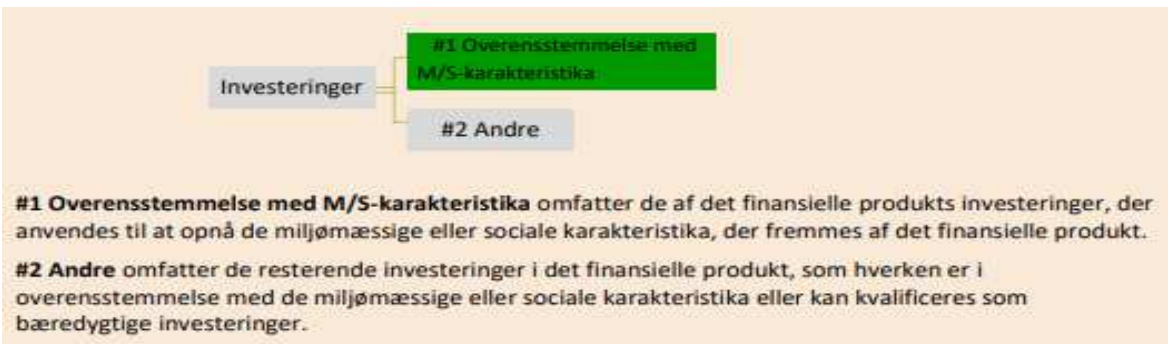 #1 Overensstemmelse med
M/S-karakteristika
Investeringer
#2 Andre
#1 Overensstemmelse med M/S-karakteristika omfatter de af det finansielle produkts investeringer, der
anvendes til at opnå de miljømæssige eller sociale karakteristika, der fremmes af det finansielle produkt.
#2 Andre omfatter de resterende investeringer i det finansielle produkt, som hverken er i
overensstemmelse med de miljømæssige eller sociale karakteristika eller kan kvalificeres som
bæredygtige investeringer.